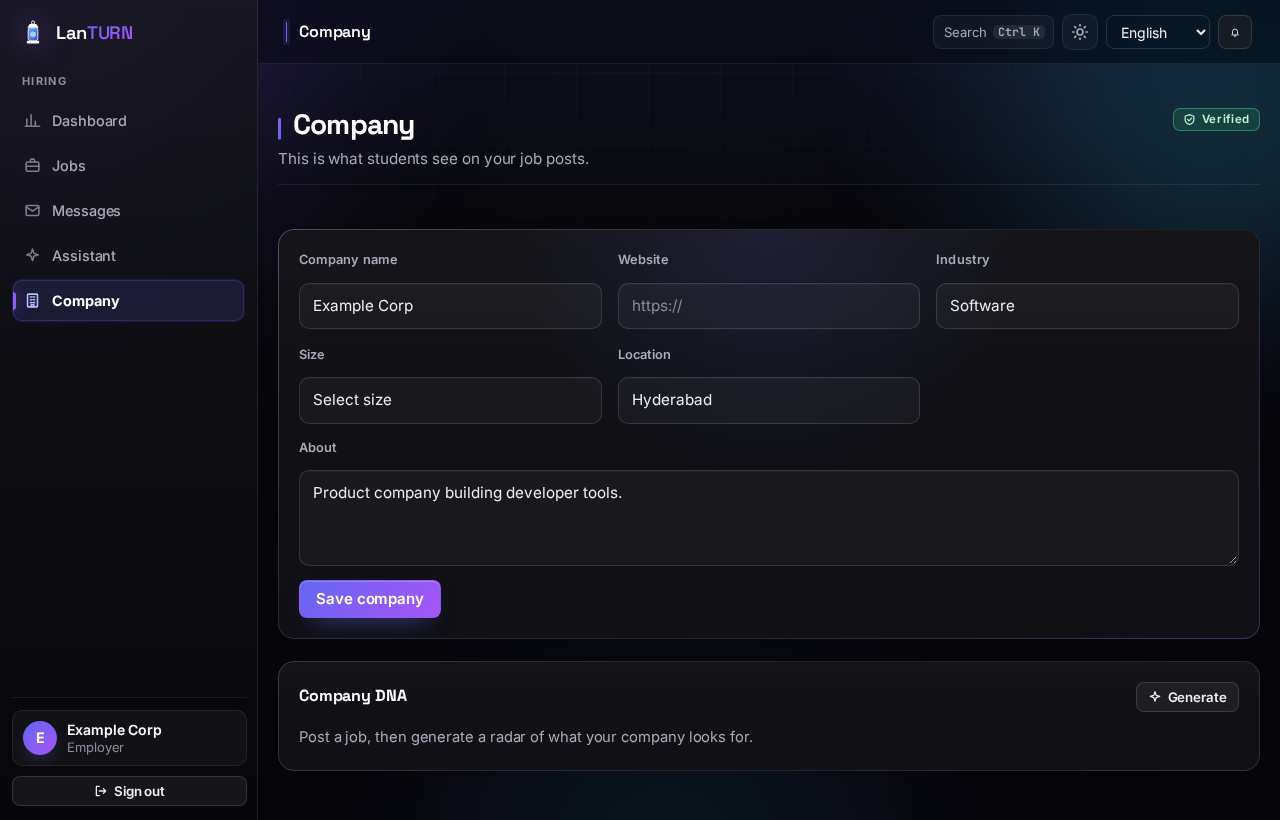 LanTURN
HIRING
Dashboard
Jobs
Messages
Assistant
Company
Example Corp
E
Employer
Sign out
Company
Search Ctrl K
English
Company
Verified
This is what students see on your job posts.
Company name
Website
Industry
Example Corp
https://
Software
Size
Location
Select size
Hyderabad
About
Product company building developer tools.
Save company
Company DNA
Generate
Post a job, then generate a radar of what your company looks for.